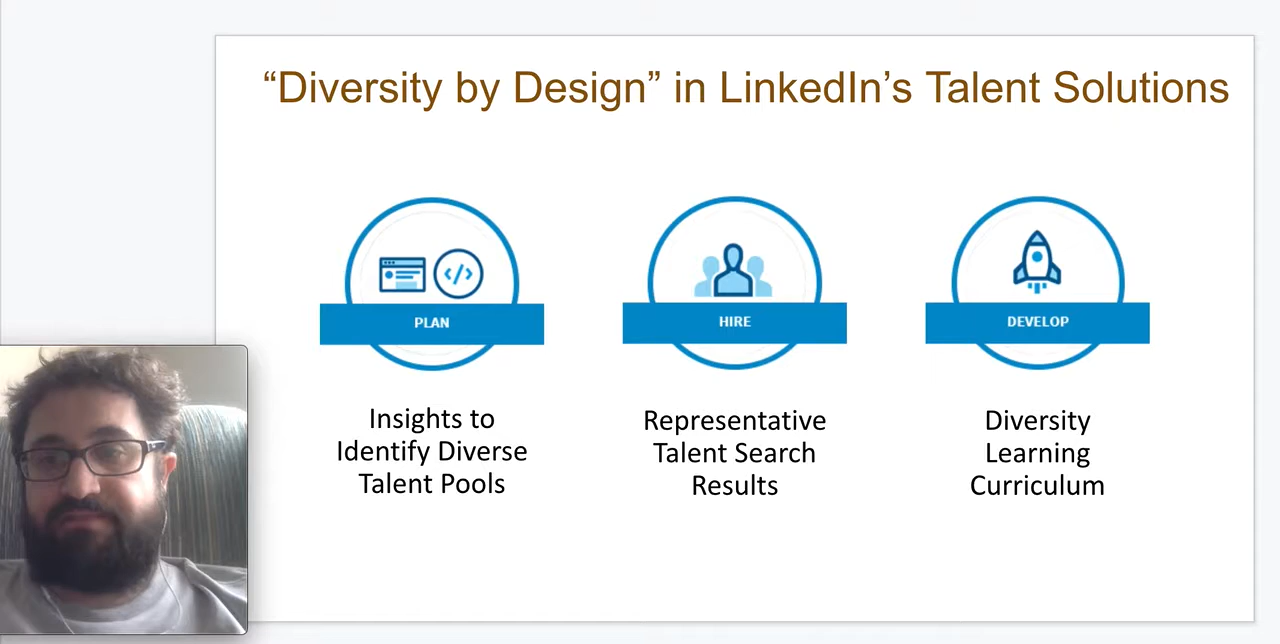 “Diversity by Design” in LinkedIn’s Talent Solutions
PLAN
HIRE
DEVELOP
Insights to
Identify Diverse
Talent Pools
Representative
Talent Search
Results
Diversity
Learning
Curriculum